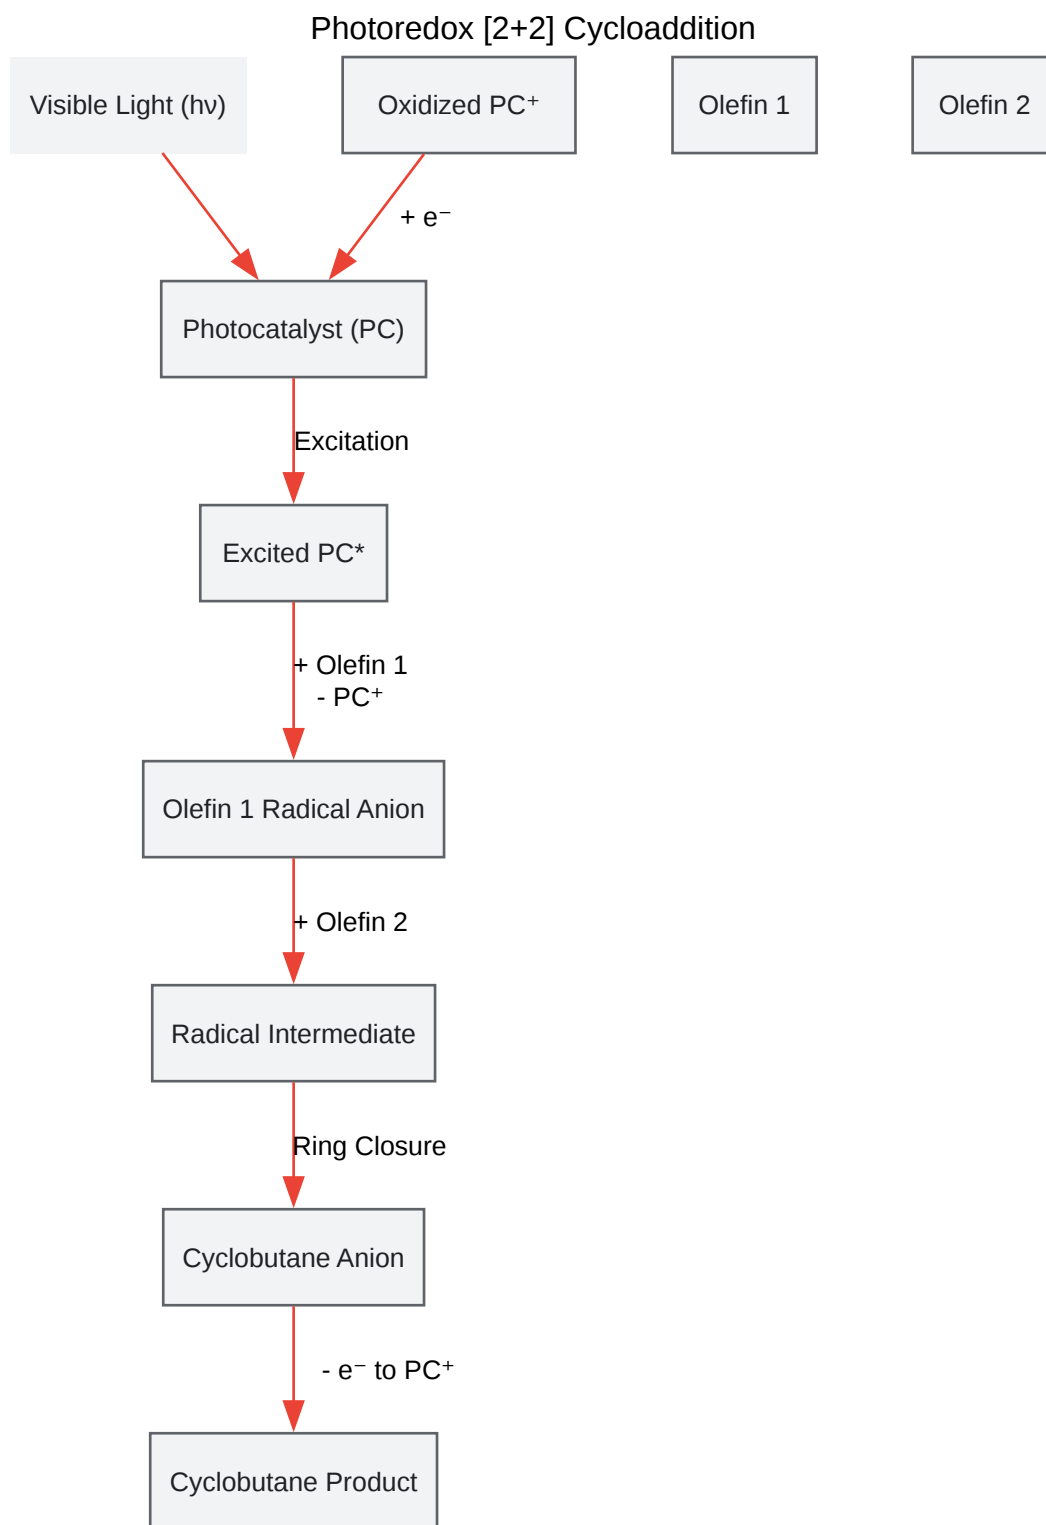 Photoredox [2+2] Cycloaddition
Visible Light (hν)
Oxidized PC⁺
Olefin 1
Olefin 2
+ e⁻
Photocatalyst (PC)
Excitation
Excited PC*
+ Olefin 1
- PC⁺
Olefin 1 Radical Anion
+ Olefin 2
Radical Intermediate
Ring Closure
Cyclobutane Anion
- e⁻ to PC⁺
Cyclobutane Product